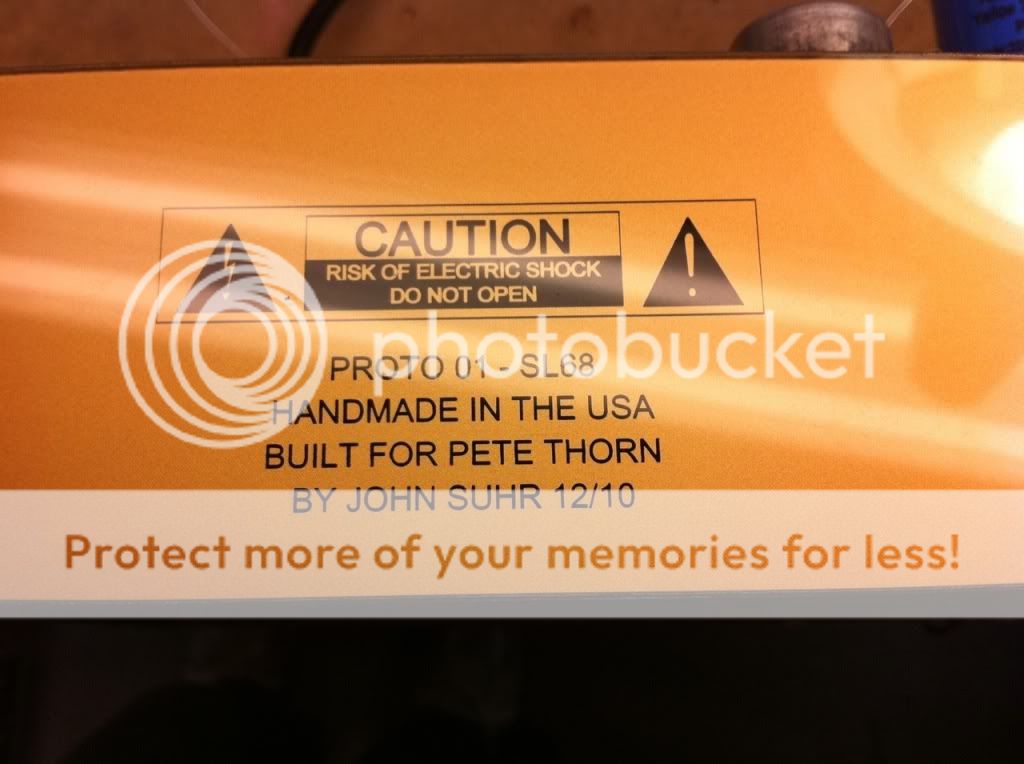 CAUTION
RISK OF ELECTRIC SHOCK
DO NOT OPEN
photobucket
PROTO 01 - SL68
HANDMADE IN THE USA
BUILT FOR PETE THORN
BY JOHN SUHR 12/10
Protect more of your memories for less!